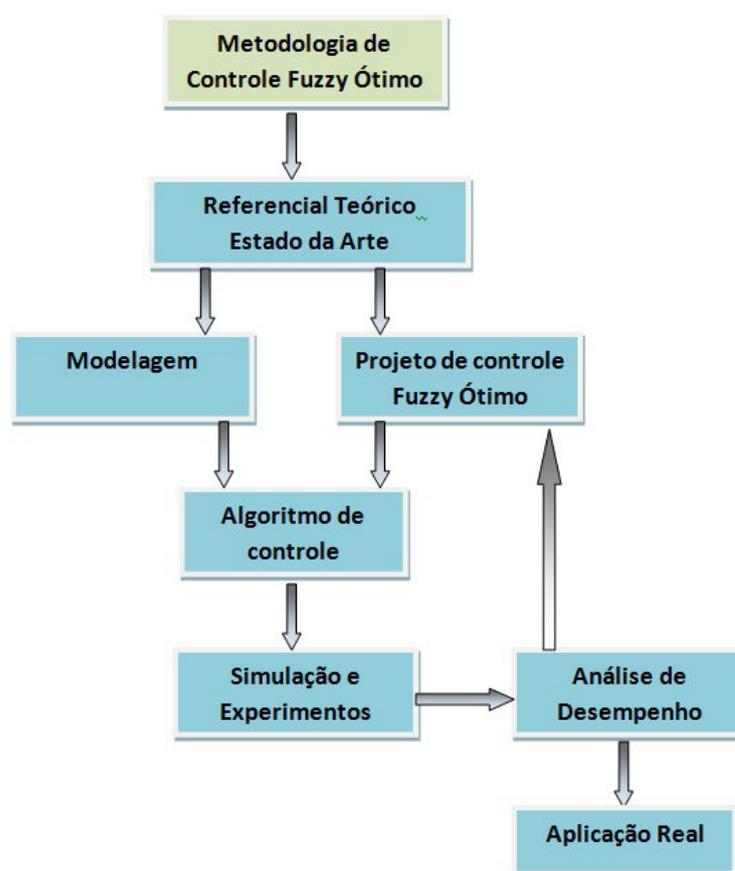 Metodologia de
Controle Fuzzy Ótimo
Referencial Teórico
Estado da Arte
Modelagem
Projeto de controle
Fuzzy Ótimo
Algoritmo de
controle
Simulação e
Experimentos
Análise de
Desempenho
Aplicação Real